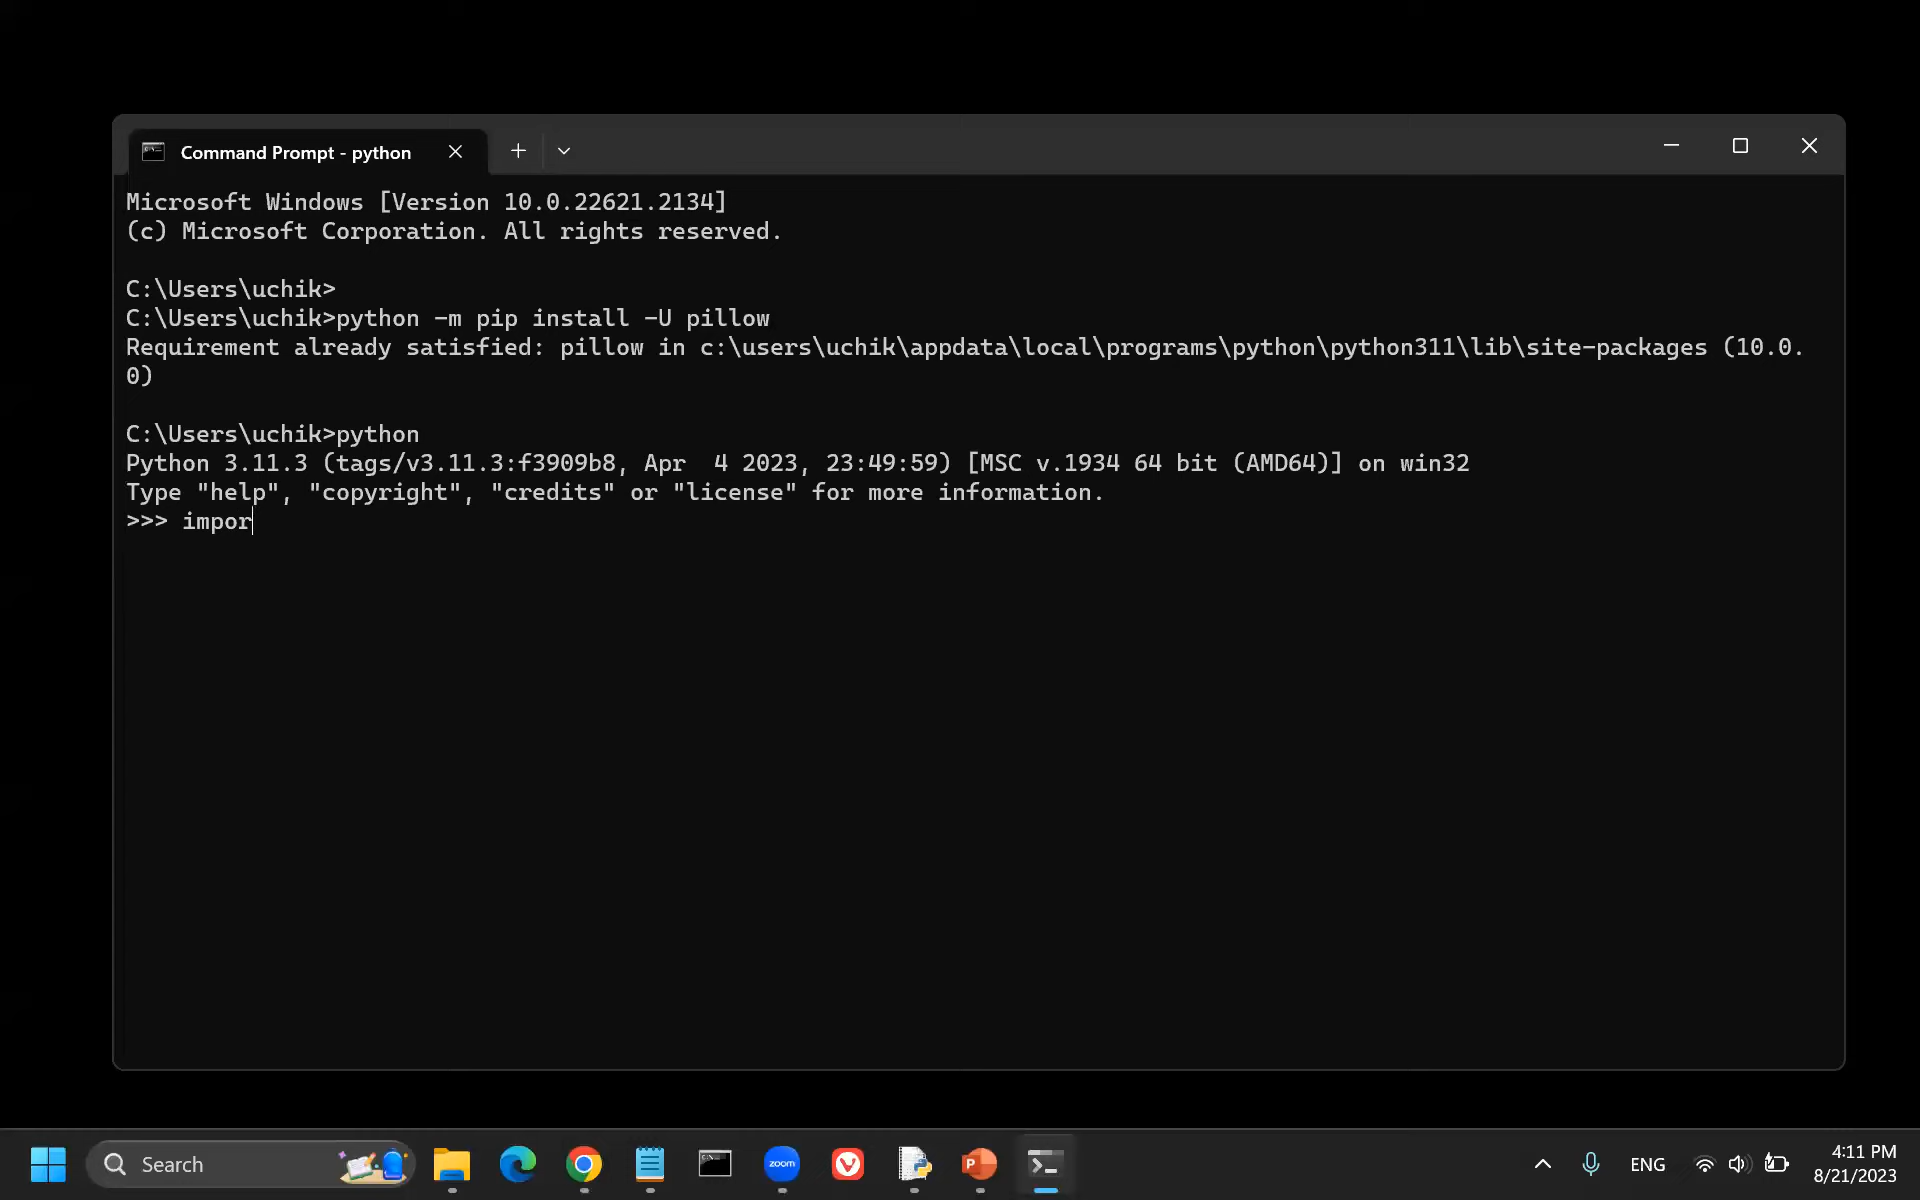 Command Prompt - python
Microsoft Windows [Version 10.0.22621.2134]
(c) Microsoft Corporation. All rights reserved.
C:\Users\uchik>
C:\Users\uchik>python -m pip install -U pillow
Requirement already satisfied: pillow in c:\users\uchik\appdata\local\programs\python\python311\lib\site-packages (10.0.
0)
C:\Users\uchik>python
Python 3.11.3 (tags/v3.11.3:f3909b8, Apr  4 2023, 23:49:59) [MSC v.1934 64 bit (AMD64)] on win32
Type "help", "copyright", "credits" or "license" for more information.
>>> impor
Search
zoom
P
ENG
4:11 PM
8/21/2023